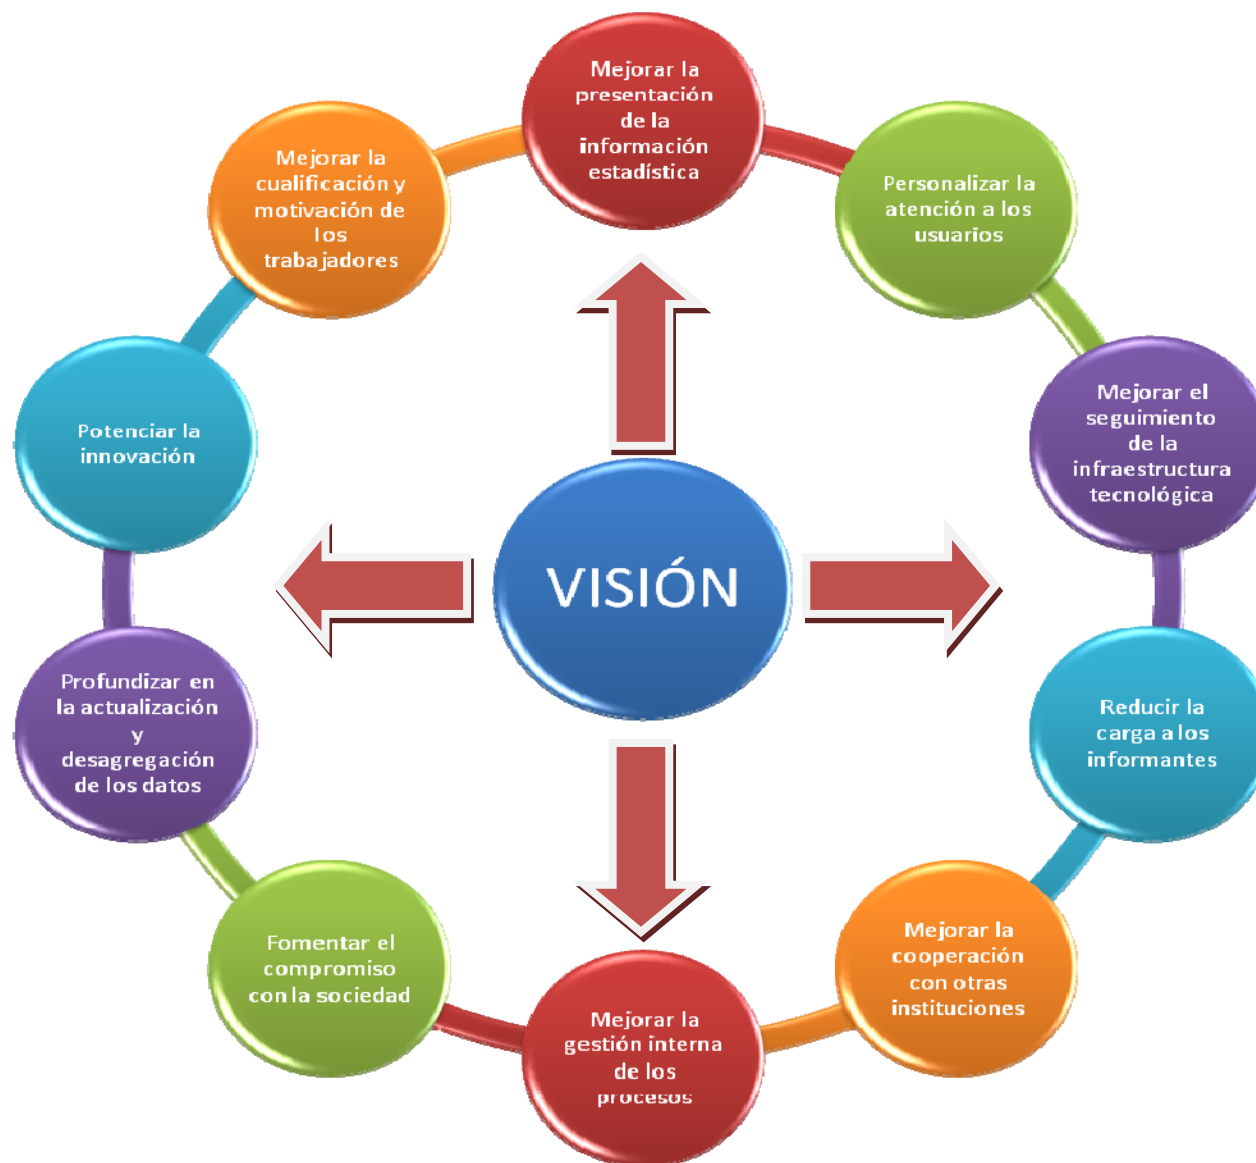 Mejorar la
presentación
de la
información
estadística
Personalizar la
atención a los
usuarios
Mejorar el
seguimiento
de la
infraestructura
tecnológica
Reducir la
carga a los
informantes
Mejorar la
cooperación
con otras
instituciones
Mejorar la
gestión interna
de los
procesos
Fomentar el
compromiso
con la sociedad
Profundizar en
la actualización
y
desagregación
de los datos
Potenciar la
innovación
Mejorar la
cualificación y
motivación de
los
trabajadores
VISIÓN